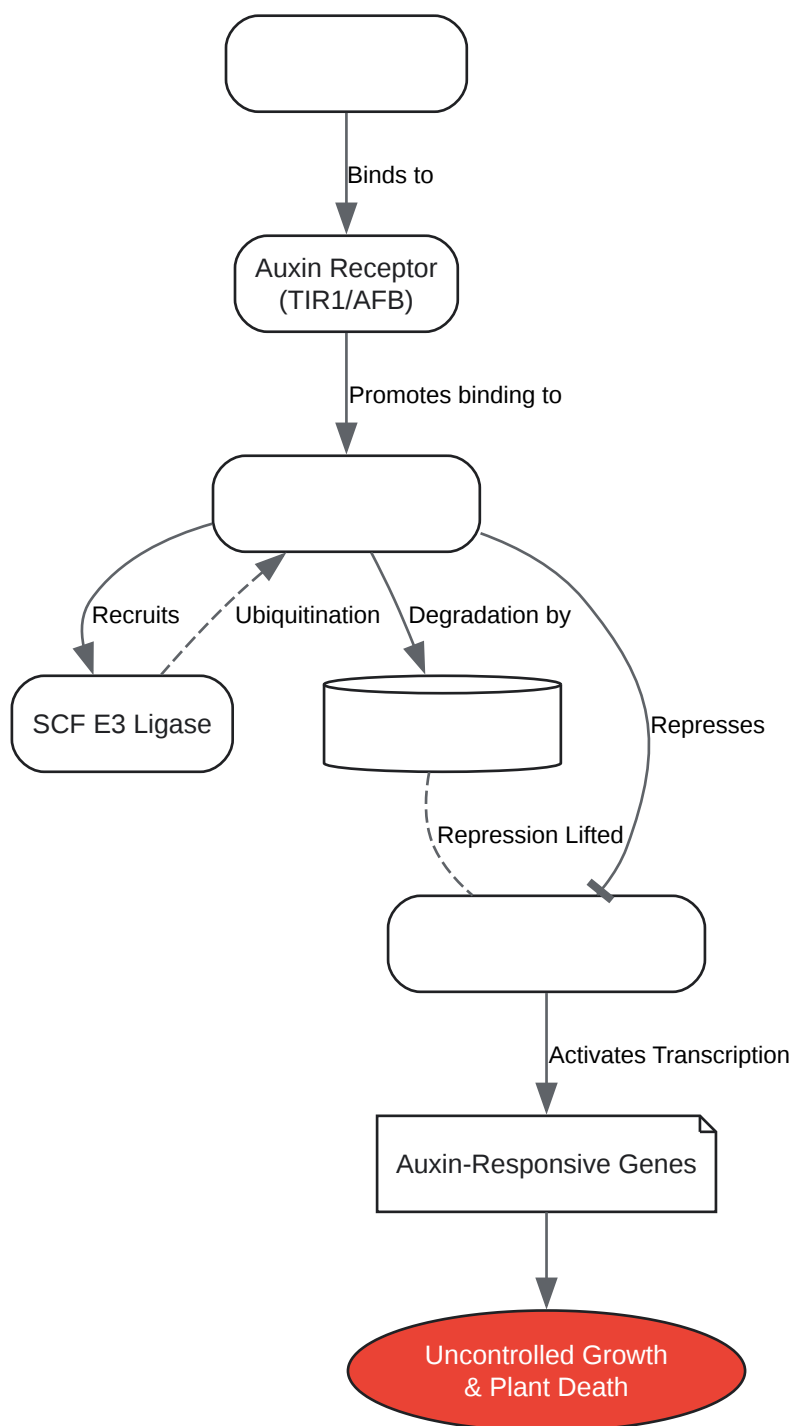 Binds to
Auxin Receptor
(TIR1/AFB)
Promotes binding to
Recruits
Ubiquitination
Degradation by
SCF E3 Ligase
Represses
Repression Lifted
Activates Transcription
Auxin-Responsive Genes
Uncontrolled Growth
& Plant Death